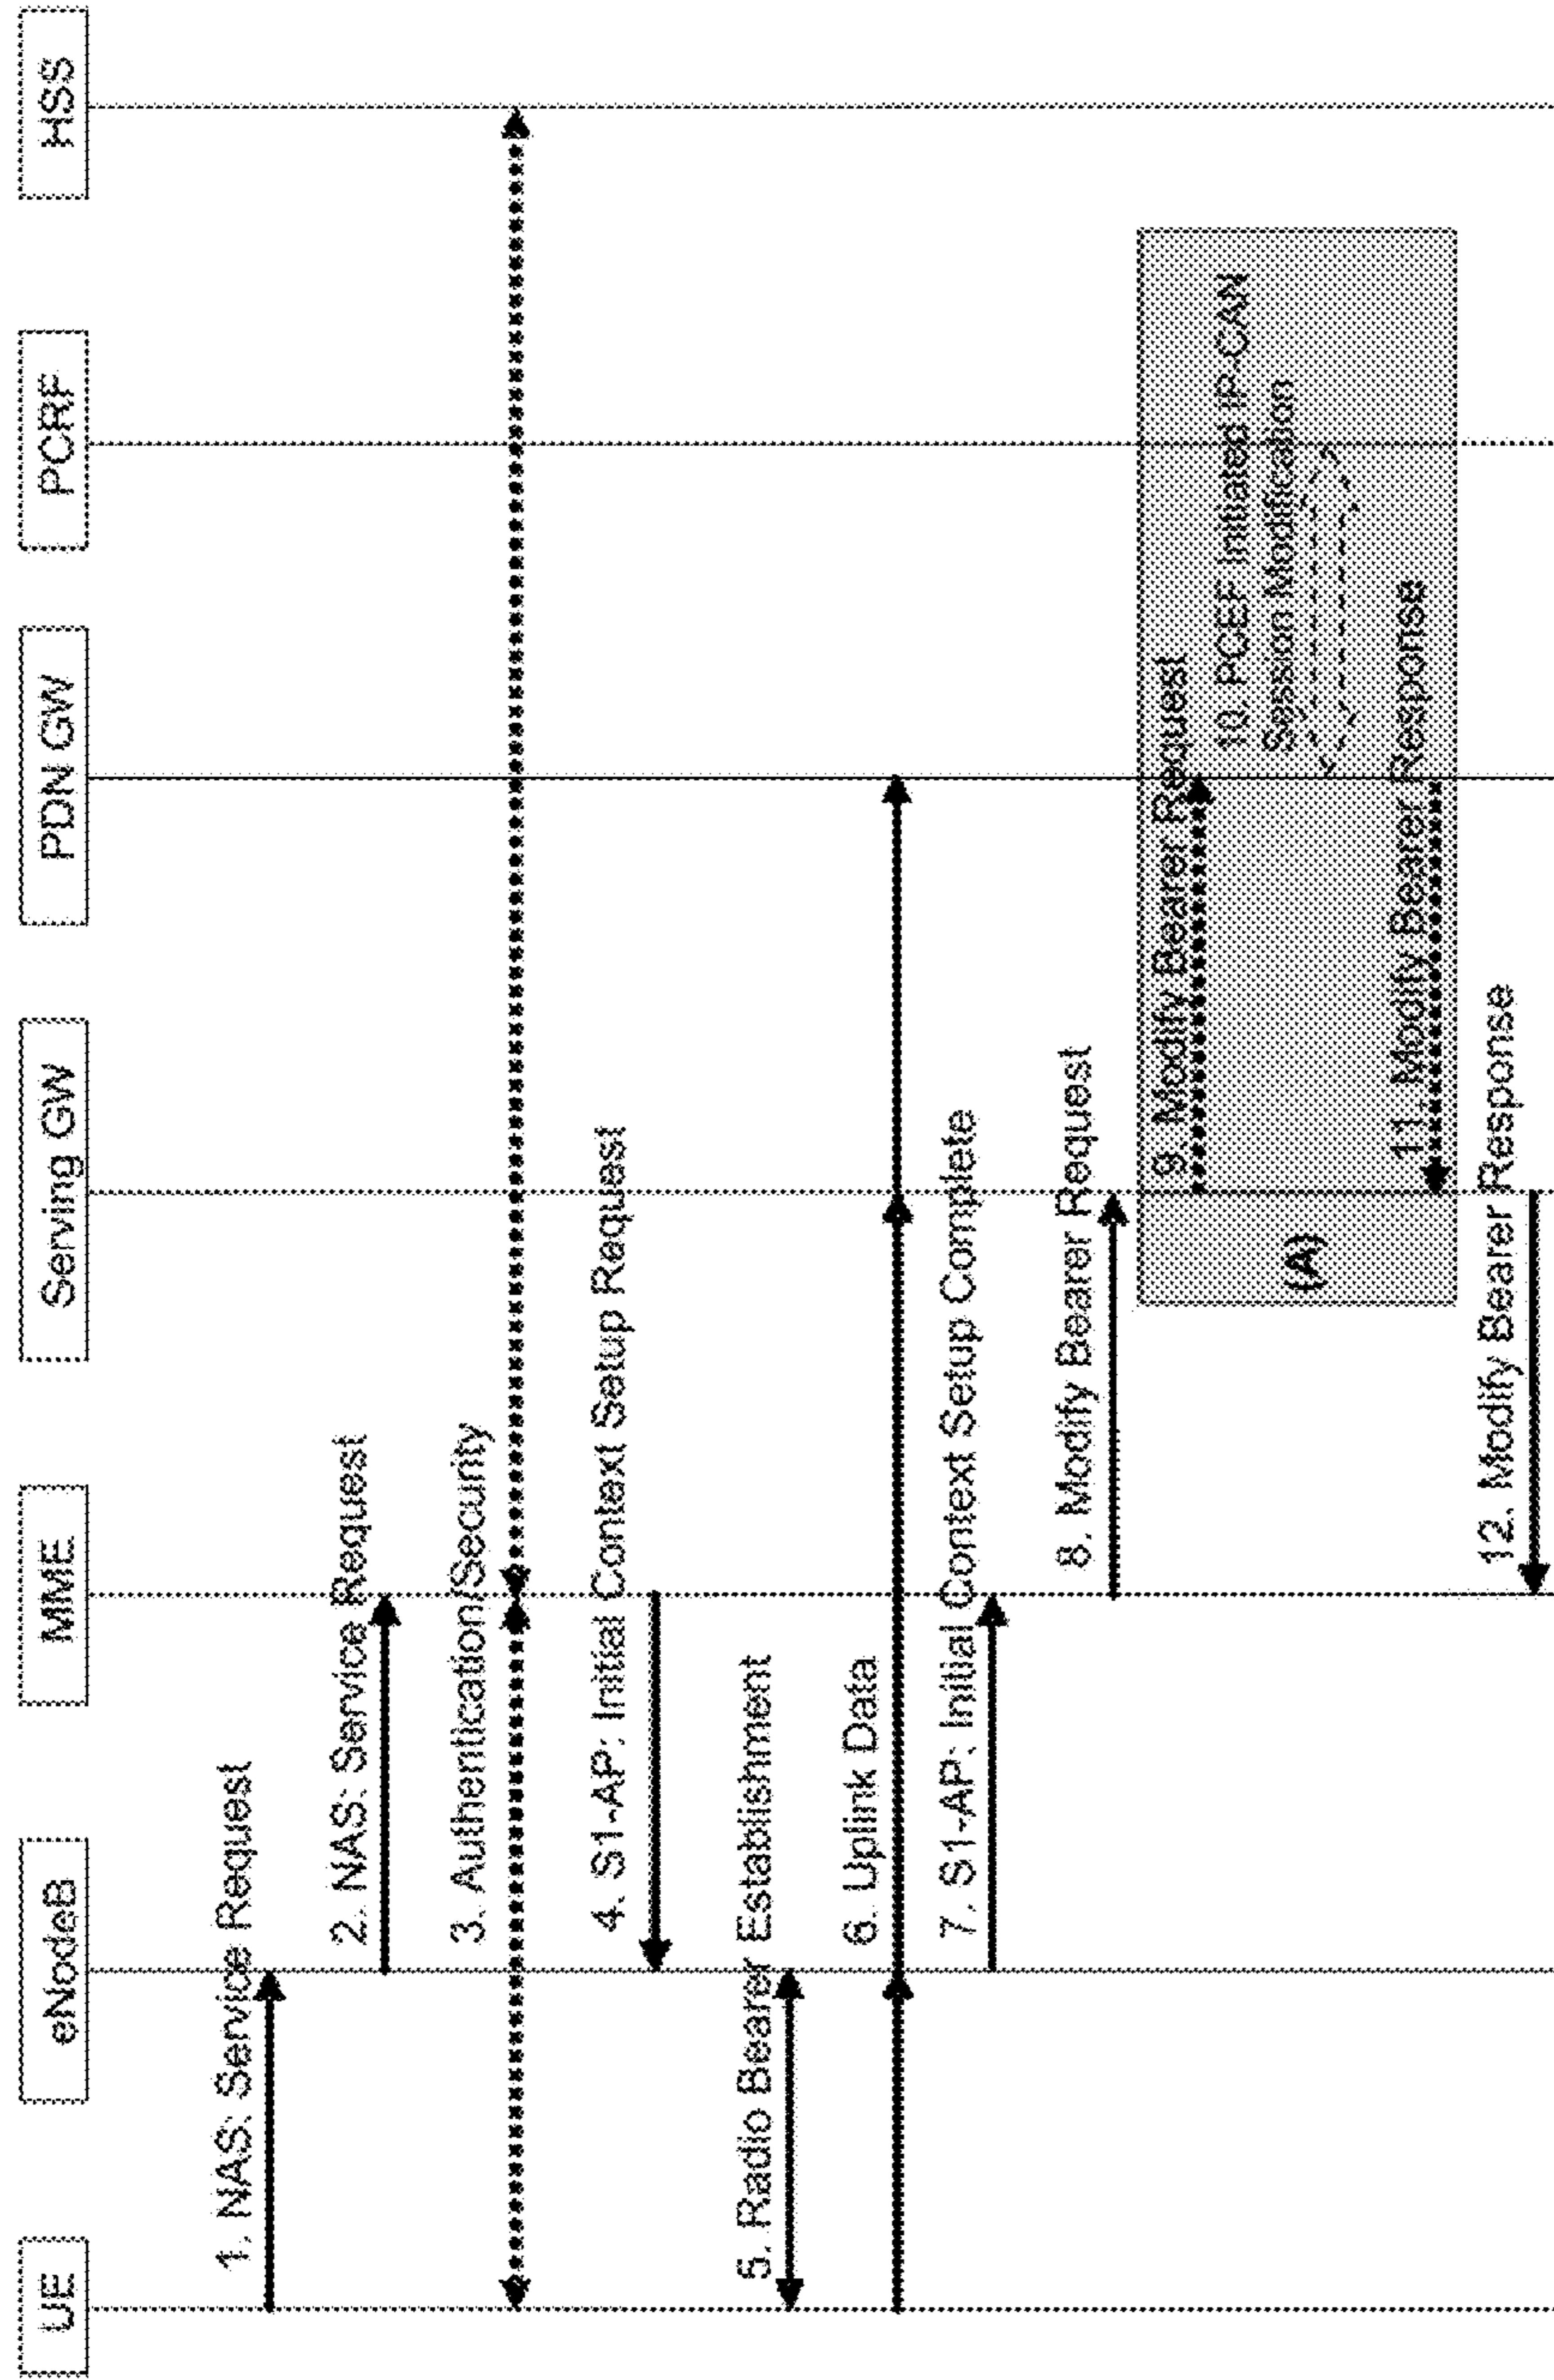 UE
eNodeB
MME
Serving GW
PDN GW
PCRF
HSS
1. NAS: Service Request
2. NAS: Service Request
3. Authentication/Security
4. S1-AP: Initial Context Setup Request
5. Radio Bearer Establishment
6. Uplink Data
7. S1-AP: Initial Context Setup Complete
8. Modify Bearer Request
(A)
9. Modify Bearer Request
10. PCEF Initiated IP-CAN
Session Modification
11. Modify Bearer Response
12. Modify Bearer Response